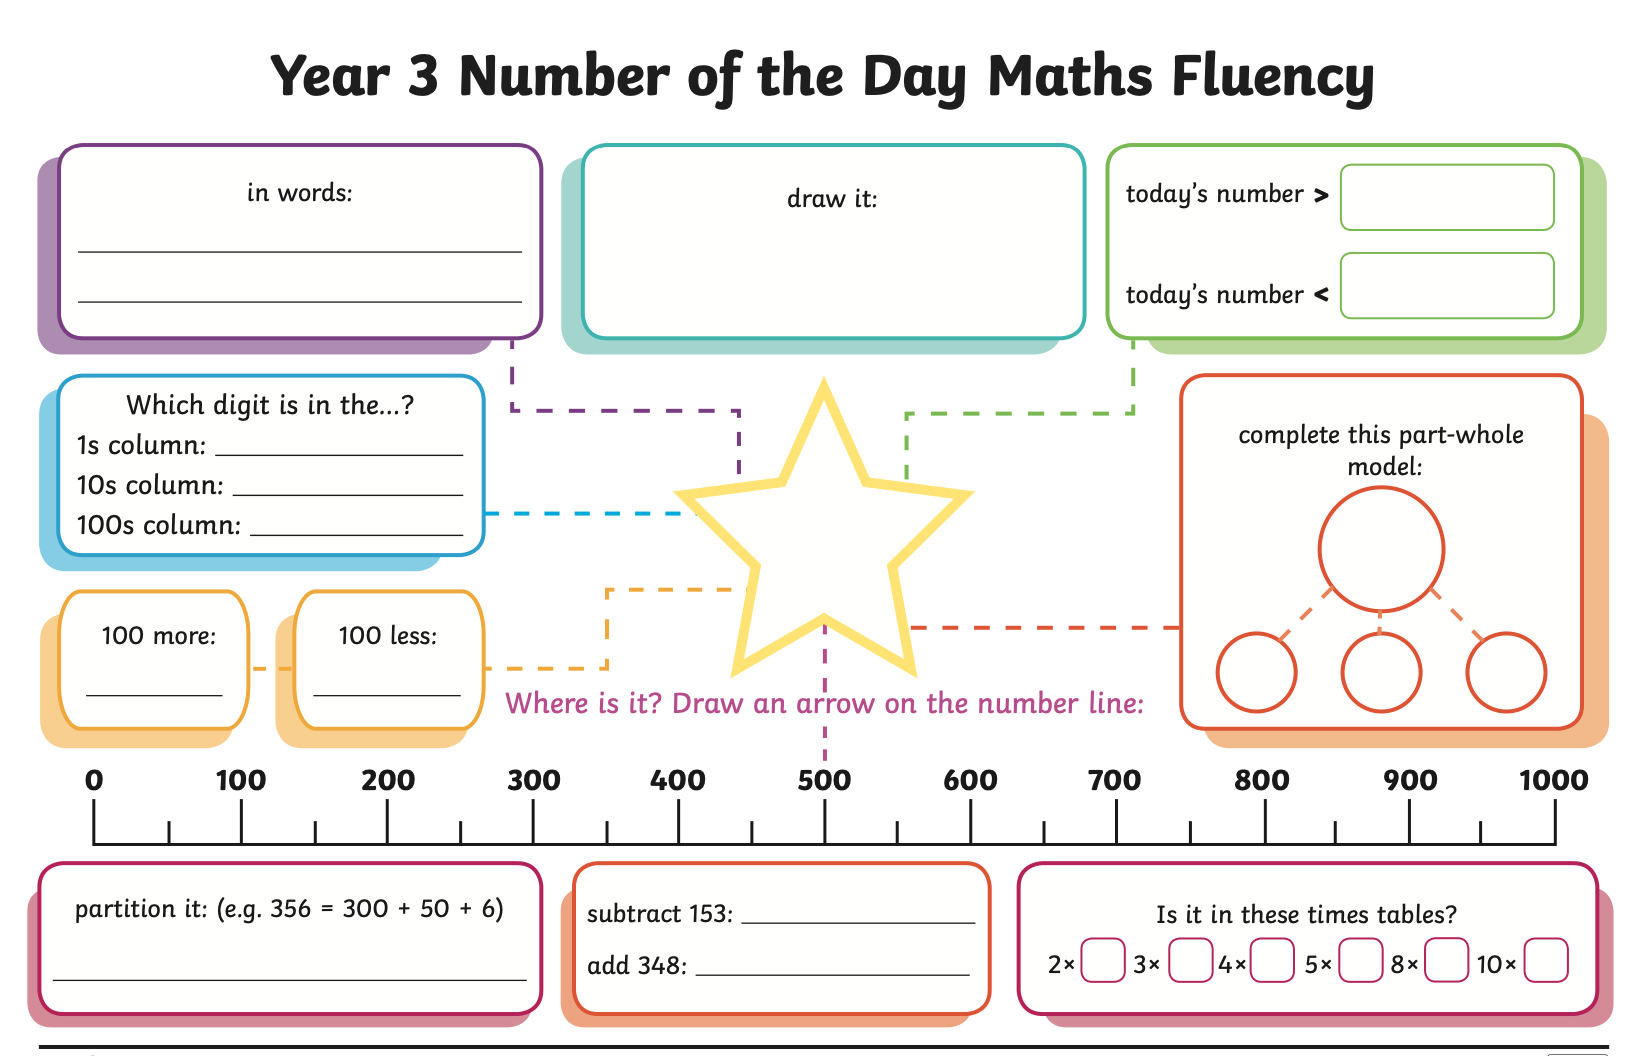 Year 3 Number of the Day Maths Fluency
in words:
draw it:
today's number >
today's number <
Which digit is in the...?
1s column:
10s column:
100s column:
complete this part-whole
model:
100 more:
100 less:
Where is it? Draw an arrow on the number line:
0 100 200 300 400 500 600 700 800 900 1000
partition it: (e.g. 356 = 300 + 50 + 6)
subtract 153:
add 348:
Is it in these times tables?
2× 3× 4× 5× 8× 10×